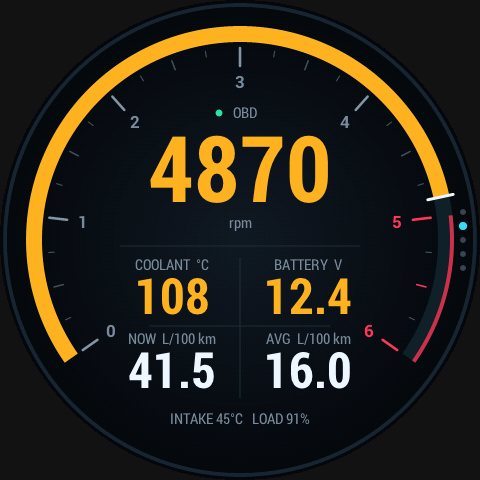 3
2
4
OBD
4870
1
rpm
5
COOLANT °C
BATTERY V
108
12.4
0
6
NOW L/100 km
AVG L/100 km
41.5
16.0
INTAKE 45°C LOAD 91%